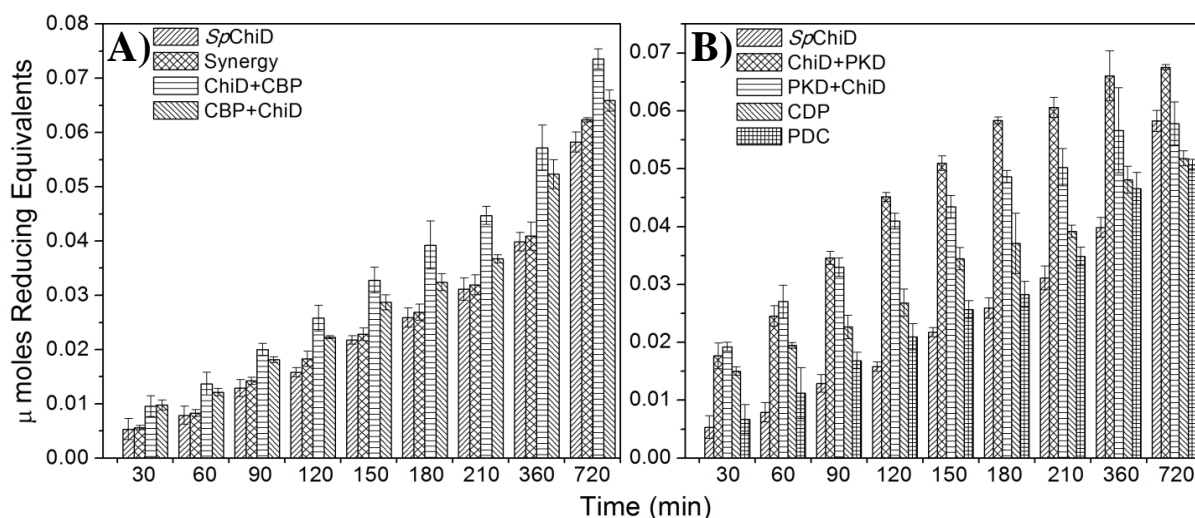 A)
SpChiD
Synergy
ChiD+CBP
CBP+ChiD
0.08
0.07
0.06
0.05
0.04
0.03
0.02
0.01
0.00
30 60 90 120 150 180 210 360 720
μ moles Reducing Equivalents
B)
SpChiD
ChiD+PKD
PKD+ChiD
CDP
PDC
0.07
0.06
0.05
0.04
0.03
0.02
0.01
0.00
30 60 90 120 150 180 210 360 720
Time (min)